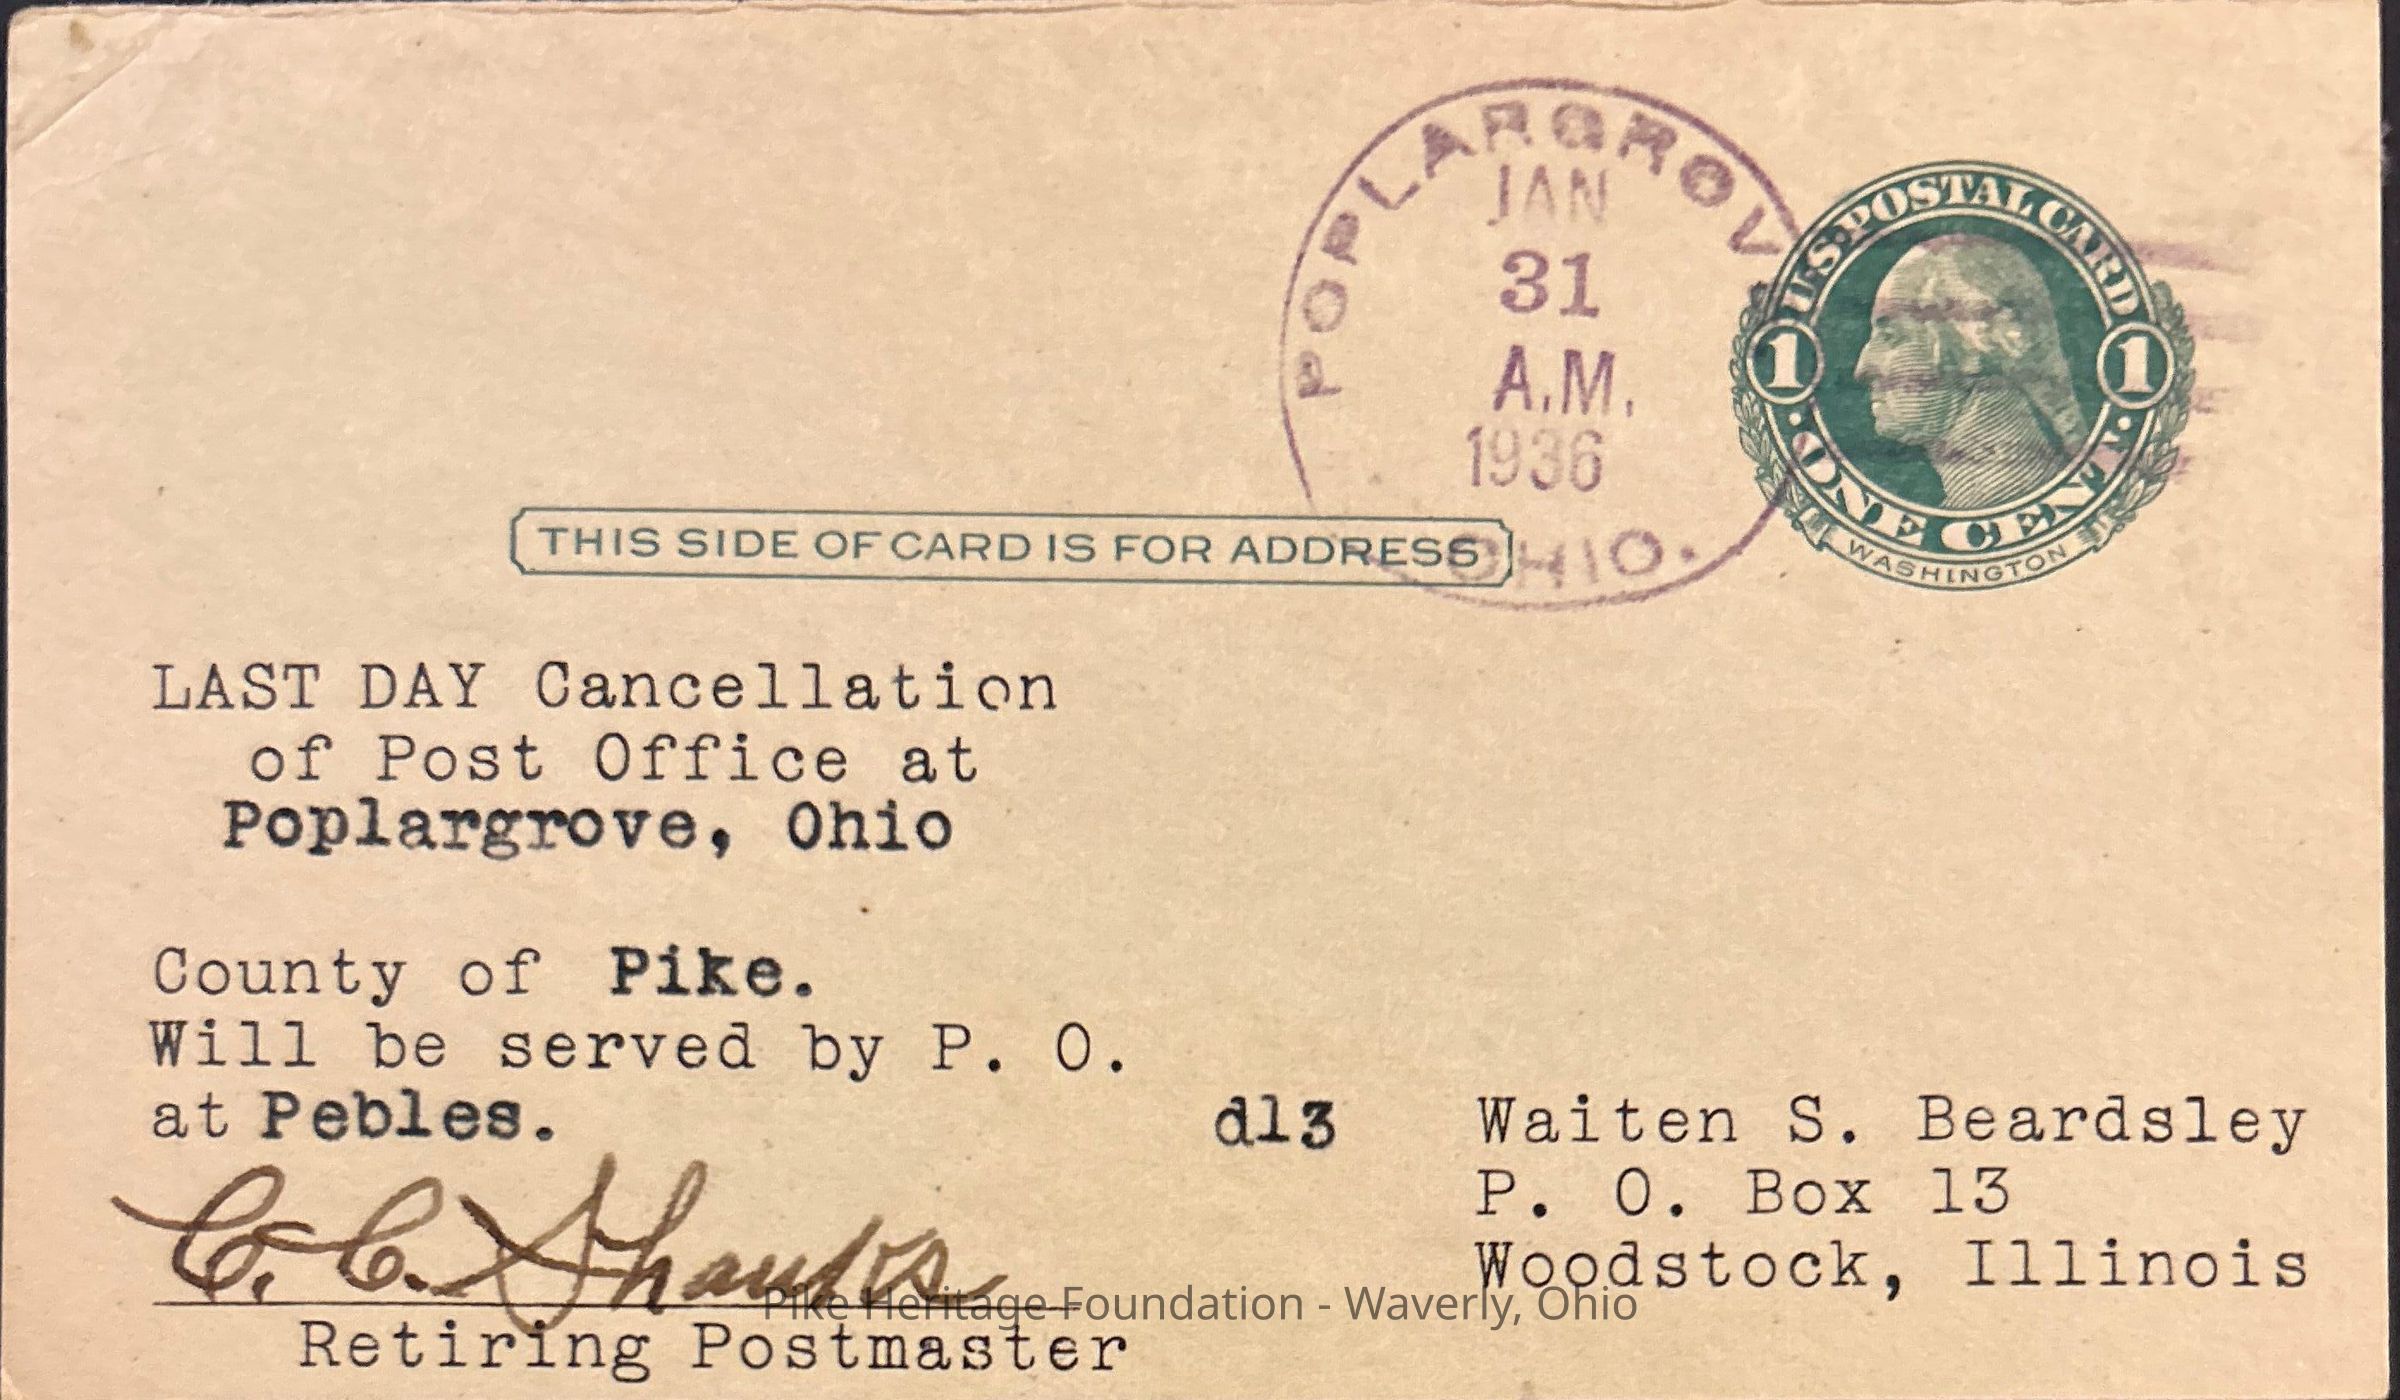 POPLARGROV
JAN
31
A.M.
1936
OHIO.
U.S. POSTAL CARD
1 1
ONE CENT
WASHINGTON
THIS SIDE OF CARD IS FOR ADDRESS
LAST DAY Cancellation
of Post Office at
Poplargrove, Ohio
County of Pike.
Will be served by P. O.
at Pebles.
C. C. Shanks
Retiring Postmaster
d13
Waiten S. Beardsley
P. O. Box 13
Woodstock, Illinois
Pike Heritage Foundation - Waverly, Ohio